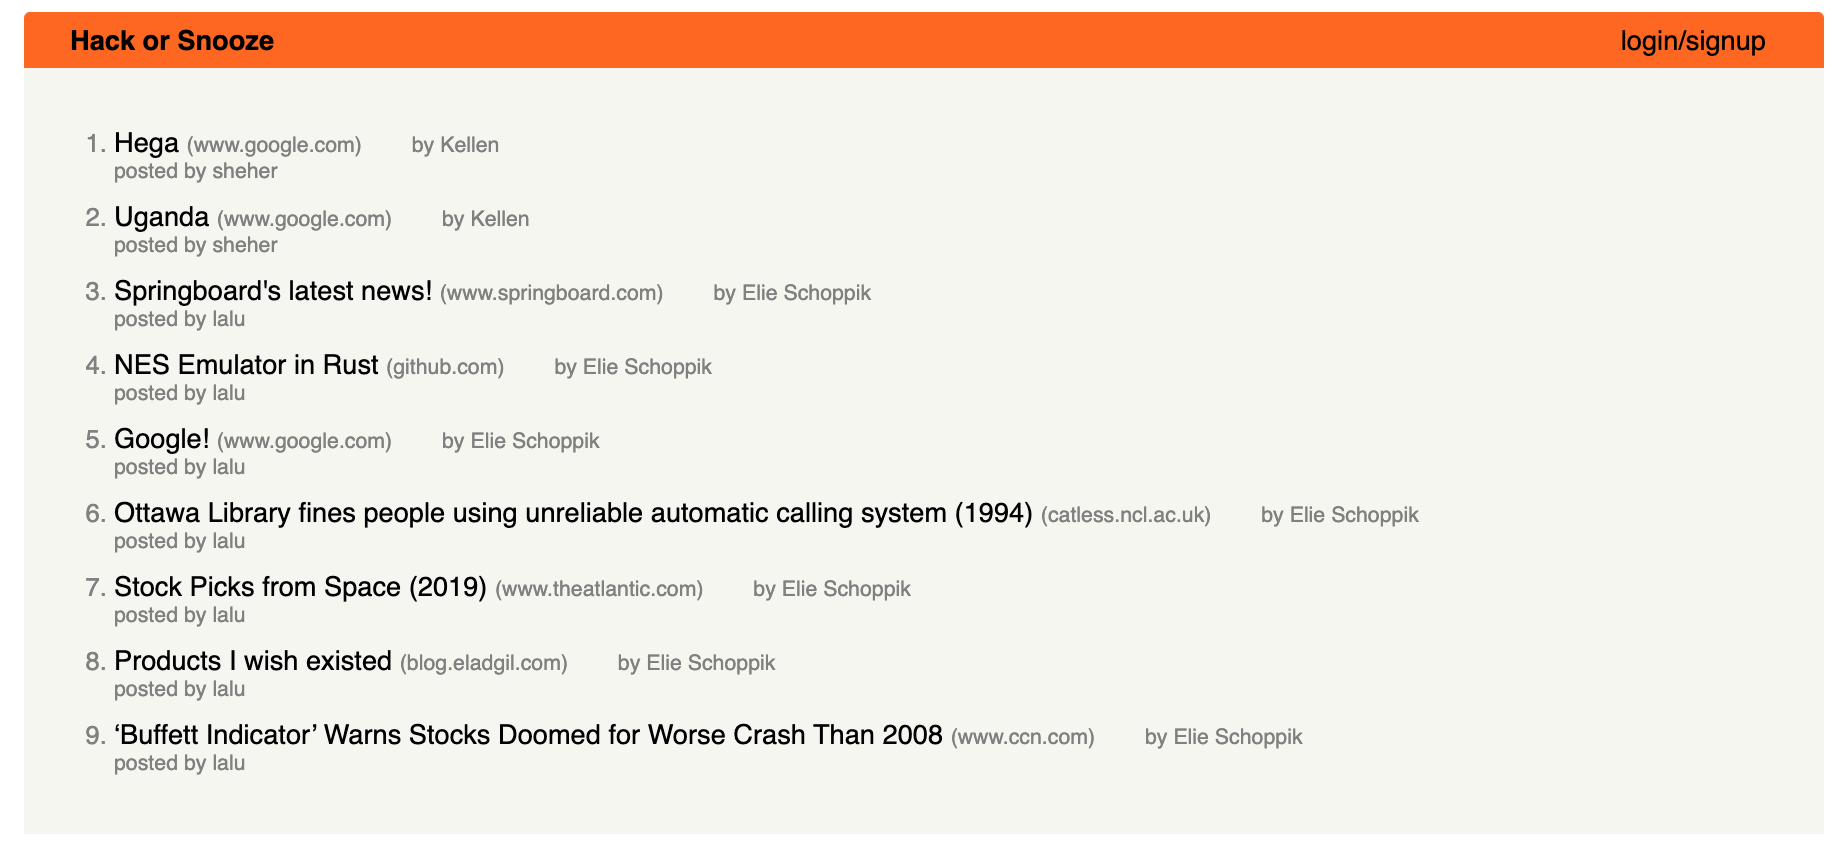 Hack or Snooze login/signup
1. Hega (www.google.com) by Kellen
posted by sheher
2. Uganda (www.google.com) by Kellen
posted by sheher
3. Springboard's latest news! (www.springboard.com) by Elie Schoppik
posted by lalu
4. NES Emulator in Rust (github.com) by Elie Schoppik
posted by lalu
5. Google! (www.google.com) by Elie Schoppik
posted by lalu
6. Ottawa Library fines people using unreliable automatic calling system (1994) (catless.ncl.ac.uk) by Elie Schoppik
posted by lalu
7. Stock Picks from Space (2019) (www.theatlantic.com) by Elie Schoppik
posted by lalu
8. Products I wish existed (blog.eladgil.com) by Elie Schoppik
posted by lalu
9. ‘Buffett Indicator’ Warns Stocks Doomed for Worse Crash Than 2008 (www.ccn.com) by Elie Schoppik
posted by lalu